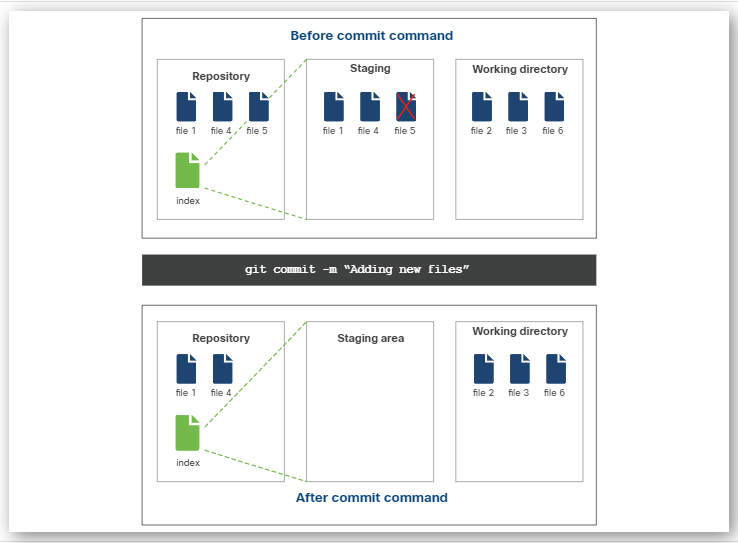 Before commit command
Repository
Staging
Working directory
file 1 file 4 file 5
file 1 file 4 file 5
file 2 file 3 file 6
index
git commit -m “Adding new files”
Repository
Staging area
Working directory
file 1 file 4
file 2 file 3 file 6
index
After commit command